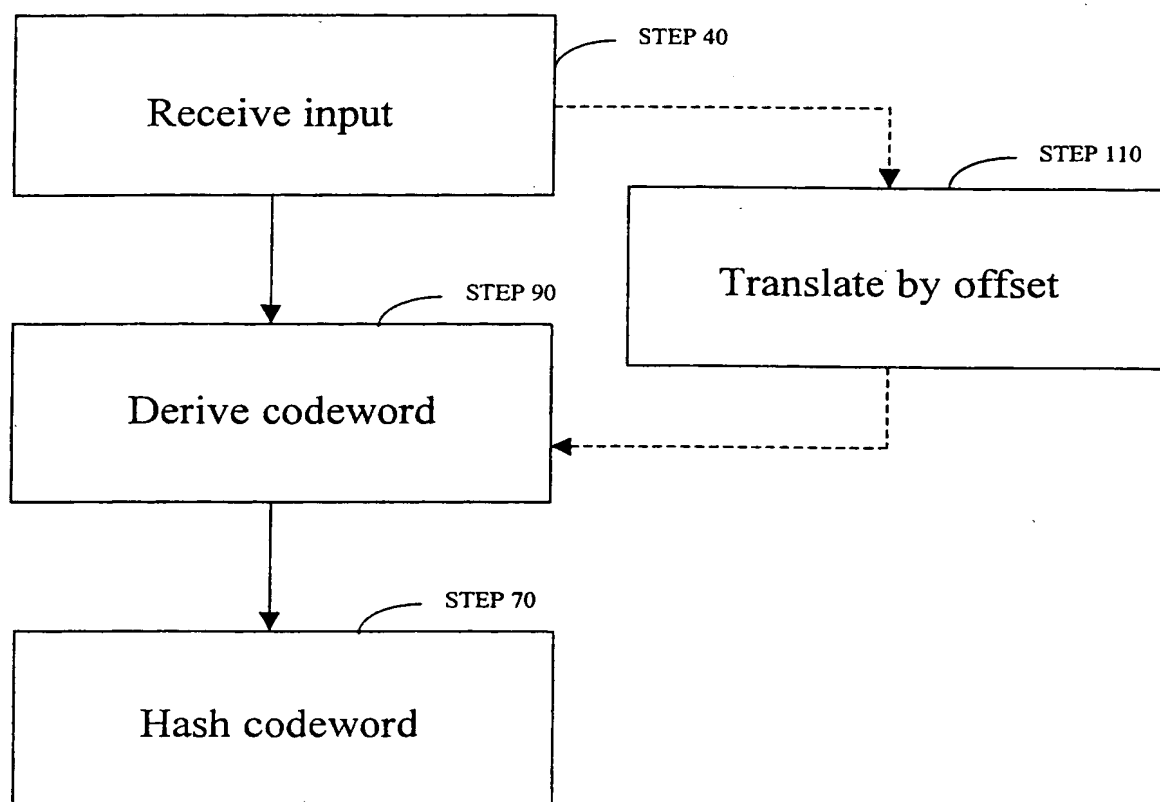 STEP 40
Receive input
STEP 110
Translate by offset
STEP 90
Derive codeword
STEP 70
Hash codeword